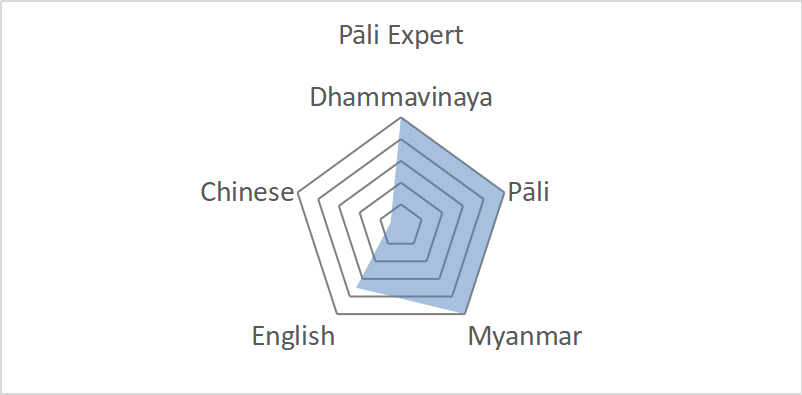 Pāli Expert
Dhammavinaya
Chinese
Pāli
English
Myanmar